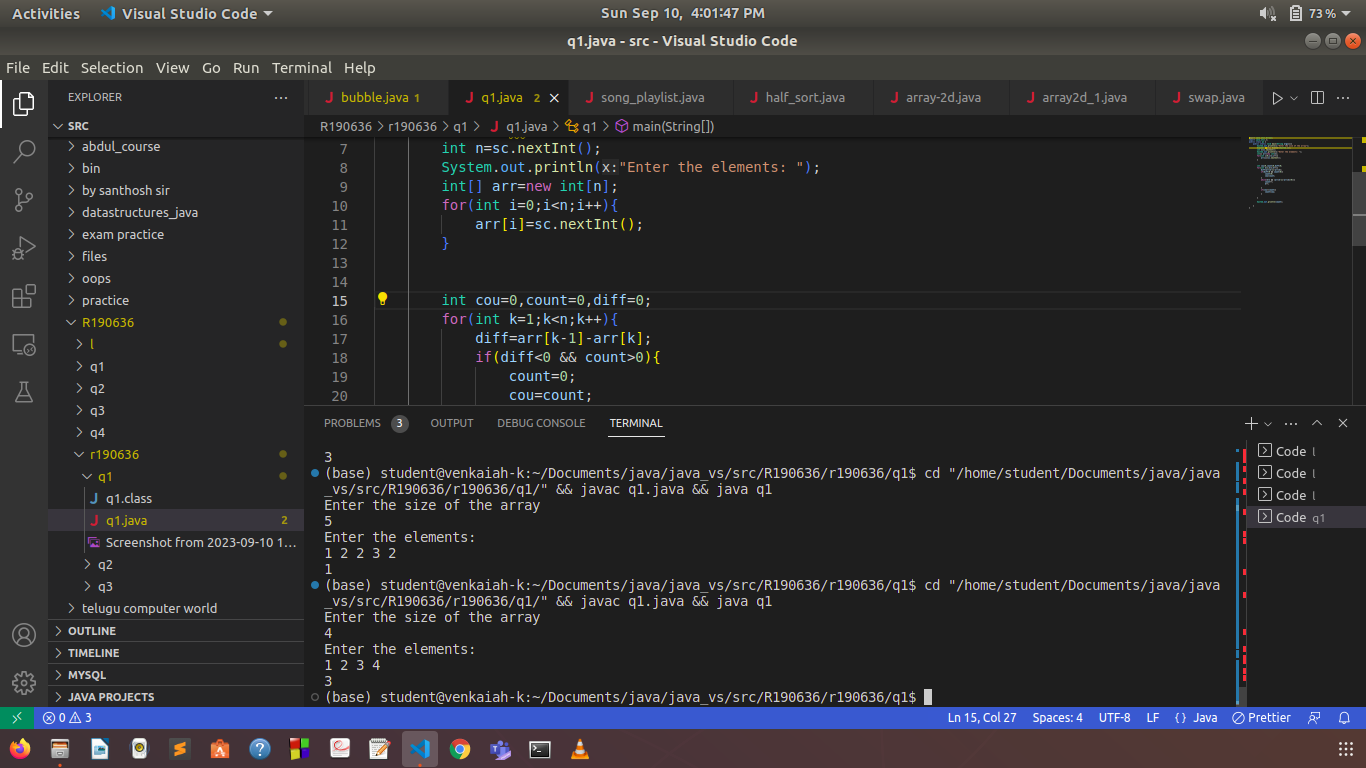 Activities
Visual Studio Code
Sun Sep 10, 4:01:47 PM
73%
q1.java - src - Visual Studio Code
File Edit Selection View Go Run Terminal Help
EXPLORER
SRC
abdul_course
bin
by santhosh sir
datastructures_java
exam practice
files
oops
practice
R190636
l
q1
q2
q3
q4
r190636
q1
q1.class
q1.java 2
Screenshot from 2023-09-10 1...
q2
q3
telugu computer world
OUTLINE
TIMELINE
MYSQL
JAVA PROJECTS
bubble.java 1
q1.java 2
song_playlist.java
half_sort.java
array-2d.java
array2d_1.java
swap.java
R190636 > r190636 > q1 > q1.java > q1 > main(String[])
7 int n=sc.nextInt();
8 System.out.println(x:"Enter the elements: ");
9 int[] arr=new int[n];
10 for(int i=0;i<n;i++){
11 arr[i]=sc.nextInt();
12 }
13
14
15 int cou=0,count=0,diff=0;
16 for(int k=1;k<n;k++){
17 diff=arr[k-1]-arr[k];
18 if(diff<0 && count>0){
19 count=0;
20 cou=count;
PROBLEMS 3 OUTPUT DEBUG CONSOLE TERMINAL
3
(base) student@venkaiah-k:~/Documents/java/java_vs/src/R190636/r190636/q1$ cd "/home/student/Documents/java/java
_vs/src/R190636/r190636/q1/" && javac q1.java && java q1
Enter the size of the array
5
Enter the elements:
1 2 2 3 2
1
(base) student@venkaiah-k:~/Documents/java/java_vs/src/R190636/r190636/q1$ cd "/home/student/Documents/java/java
_vs/src/R190636/r190636/q1/" && javac q1.java && java q1
Enter the size of the array
4
Enter the elements:
1 2 3 4
3
(base) student@venkaiah-k:~/Documents/java/java_vs/src/R190636/r190636/q1$
Code l
Code l
Code l
Code q1
0 3
Ln 15, Col 27 Spaces: 4 UTF-8 LF {} Java Prettier